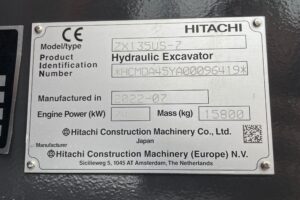 CE HITACHI
Model/type ZX135US-7
Product Hydraulic Excavator
Identification
Number *HCMDA45YA00096419*
Manufactured in 2022-07
Engine Power (kW) Mass (kg) 15800
Hitachi Construction Machinery Co., Ltd.
Japan
Manufacturer
Hitachi Construction Machinery (Europe) N.V.
Sicilieweg 5, 1045 AT Amsterdam, The Netherlands